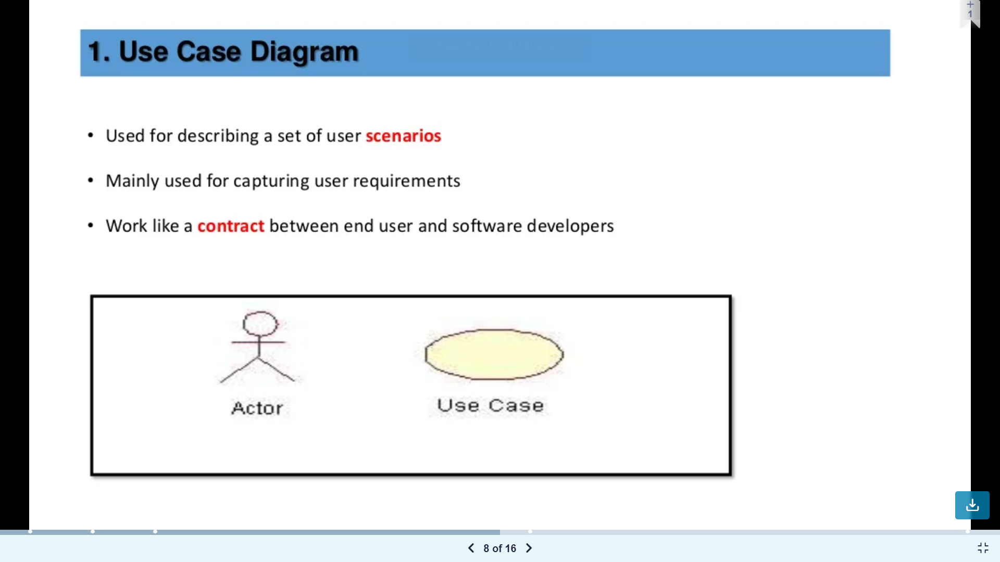 +
1
1. Use Case Diagram
• Used for describing a set of user scenarios
• Mainly used for capturing user requirements
• Work like a contract between end user and software developers
Actor
Use Case
8 of 16